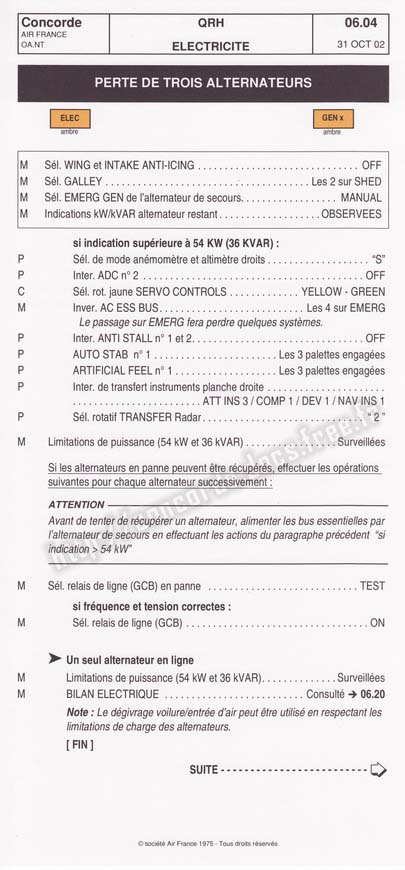 Concorde QRH 06.04
AIR FRANCE
OA.NT ELECTRICITE 31 OCT 02
PERTE DE TROIS ALTERNATEURS
ELEC GEN x
ambre ambre
M Sél. WING et INTAKE ANTI-ICING . . . . . . . . . . . . . . . . . . . . . . . . . . . . . OFF
M Sél. GALLEY . . . . . . . . . . . . . . . . . . . . . . . . . . . . . . . . . . . . . Les 2 sur SHED
M Sél. EMERG GEN de l'alternateur de secours. . . . . . . . . . . . . . . . . . MANUAL
M Indications kW/kVAR alternateur restant . . . . . . . . . . . . . . . . . . OBSERVEES
si indication supérieure à 54 KW (36 KVAR) :
P Sél. de mode anémomètre et altimètre droits . . . . . . . . . . . . . . . . . . . "S"
P Inter. ADC n° 2 . . . . . . . . . . . . . . . . . . . . . . . . . . . . . . . . . . . . . . . . OFF
C Sél. rot. jaune SERVO CONTROLS . . . . . . . . . . . . . YELLOW - GREEN
M Inver. AC ESS BUS. . . . . . . . . . . . . . . . . . . . . . . . . . Les 4 sur EMERG
Le passage sur EMERG fera perdre quelques systèmes.
P Inter. ANTI STALL n° 1 et 2. . . . . . . . . . . . . . . . . . . . . . . . . . . . . . . OFF
P AUTO STAB n° 1 . . . . . . . . . . . . . . . . . . . . . . . Les 3 palettes engagées
P ARTIFICIAL FEEL n° 1 . . . . . . . . . . . . . . . . . . . . Les 3 palettes engagées
P Inter. de transfert instruments planche droite . . . . . . . . . . . . . . . . . . . . .
. . . . . . . . . . . . . . . . . . . . . . . ATT INS 3 / COMP 1 / DEV 1 / NAV INS 1
P Sél. rotatif TRANSFER Radar. . . . . . . . . . . . . . . . . . . . . . . . . . . . . . " 2 "
M Limitations de puissance (54 kW et 36 kVAR) . . . . . . . . . . . . . . . . Surveillées
Si les alternateurs en panne peuvent être récupérés, effectuer les opérations
suivantes pour chaque alternateur successivement :
ATTENTION
Avant de tenter de récupérer un alternateur, alimenter les bus essentielles par
l'alternateur de secours en effectuant les actions du paragraphe précédent "si
indication > 54 kW"
M Sél. relais de ligne (GCB) en panne . . . . . . . . . . . . . . . . . . . . . . . . . . . TEST
si fréquence et tension correctes :
M Sél. relais de ligne (GCB) . . . . . . . . . . . . . . . . . . . . . . . . . . . . . . . . . . ON
➤ Un seul alternateur en ligne
M Limitations de puissance (54 kW et 36 kVAR). . . . . . . . . . . . . . Surveillées
M BILAN ELECTRIQUE . . . . . . . . . . . . . . . . . . . . . . . . . Consulté ➔ 06.20
Note : Le dégivrage voilure/entrée d'air peut être utilisé en respectant les
limitations de charge des alternateurs.
[ FIN ]
SUITE - - - - - - - - - - - - - - - - - - - - - - - -
© société Air France 1975 - Tous droits réservés
http://concorde.docs.free.fr